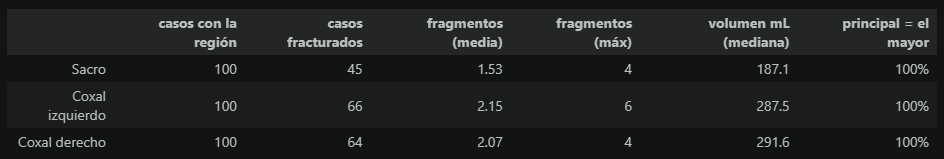 casos con la región casos fracturados fragmentos (media) fragmentos (máx) volumen mL (mediana) principal = el mayor
Sacro 100 45 1.53 4 187.1 100%
Coxal izquierdo 100 66 2.15 6 287.5 100%
Coxal derecho 100 64 2.07 4 291.6 100%